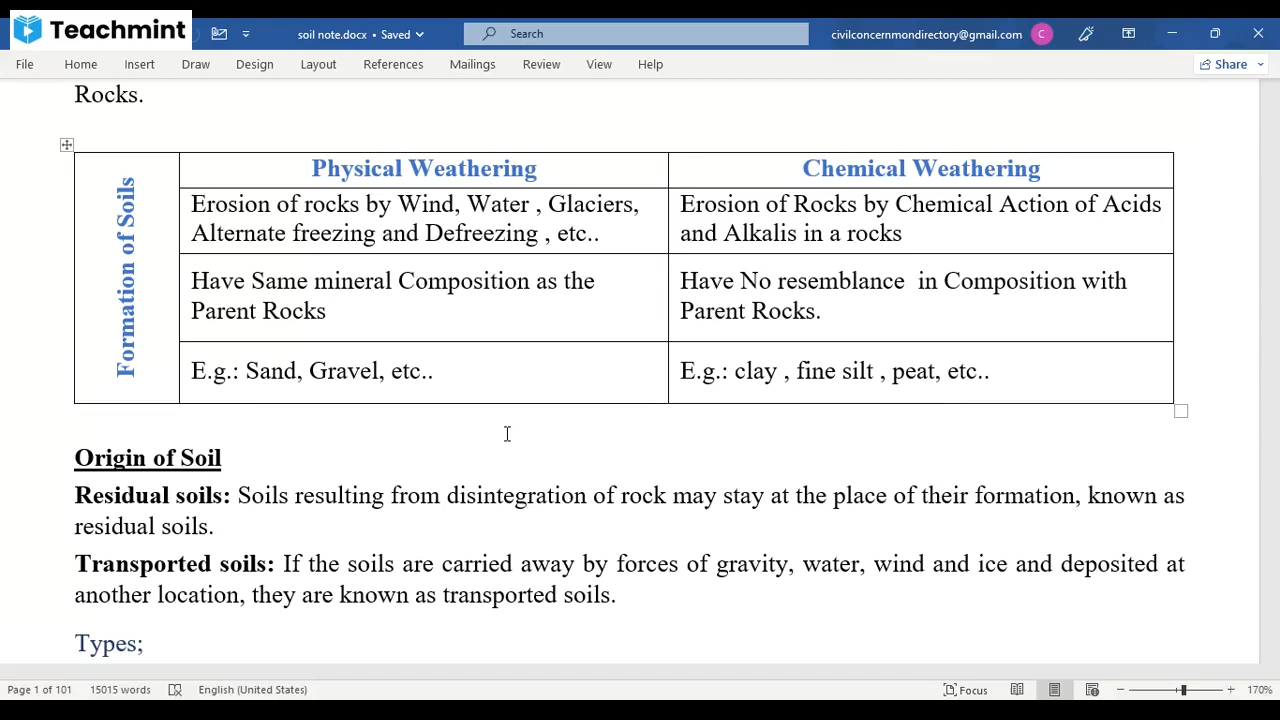 Teachmint
soil note.docx • Saved
Search
civilconcernmondirectory@gmail.com
C
File Home Insert Draw Design Layout References Mailings Review View Help
Share
Rocks.
Formation of Soils
Physical Weathering
Chemical Weathering
Erosion of rocks by Wind, Water , Glaciers,
Alternate freezing and Defreezing , etc..
Erosion of Rocks by Chemical Action of Acids
and Alkalis in a rocks
Have Same mineral Composition as the
Parent Rocks
Have No resemblance  in Composition with
Parent Rocks.
E.g.: Sand, Gravel, etc..
E.g.: clay , fine silt , peat, etc..
Origin of Soil
Residual soils: Soils resulting from disintegration of rock may stay at the place of their formation, known as
residual soils.
Transported soils: If the soils are carried away by forces of gravity, water, wind and ice and deposited at
another location, they are known as transported soils.
Types;
Page 1 of 101 15015 words English (United States) Focus 170%